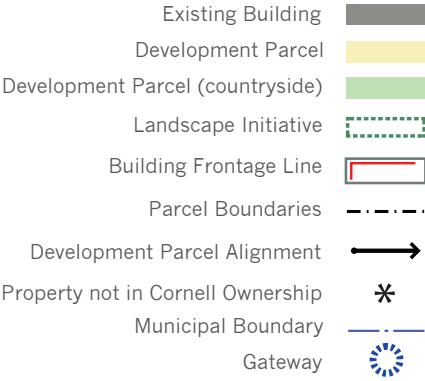 Existing Building
Development Parcel
Development Parcel (countryside)
Landscape Initiative
Building Frontage Line
Parcel Boundaries
Development Parcel Alignment
Property not in Cornell Ownership
Municipal Boundary
Gateway